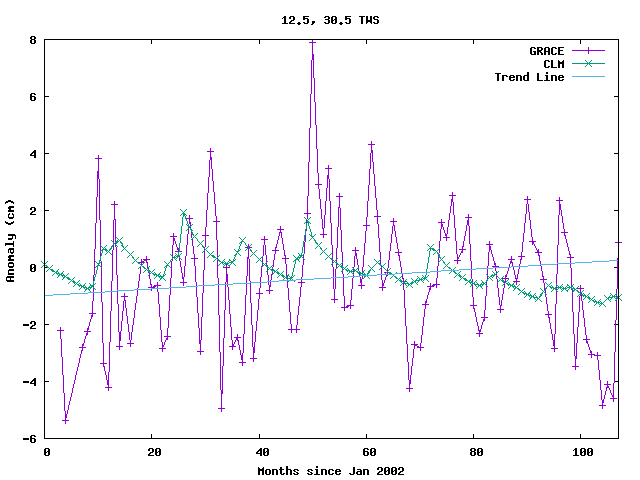 12.5, 30.5 TWS
GRACE
CLM
Trend Line
8
6
4
2
0
-2
-4
-6
Anomaly (cm)
0 20 40 60 80 100
Months since Jan 2002